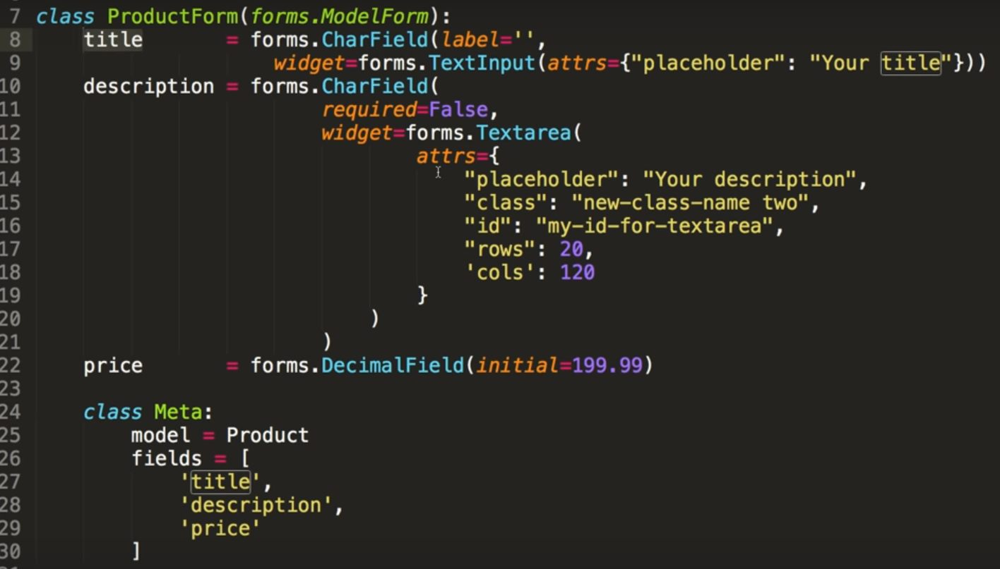 7 class ProductForm(forms.ModelForm):
8     title       = forms.CharField(label='',
9                     widget=forms.TextInput(attrs={"placeholder": "Your title"}))
10     description = forms.CharField(
11                         required=False,
12                         widget=forms.Textarea(
13                                 attrs={
14                                     "placeholder": "Your description",
15                                     "class": "new-class-name two",
16                                     "id": "my-id-for-textarea",
17                                     "rows": 20,
18                                     'cols': 120
19                                 }
20                             )
21                         )
22     price       = forms.DecimalField(initial=199.99)
23
24     class Meta:
25         model = Product
26         fields = [
27             'title',
28             'description',
29             'price'
30         ]